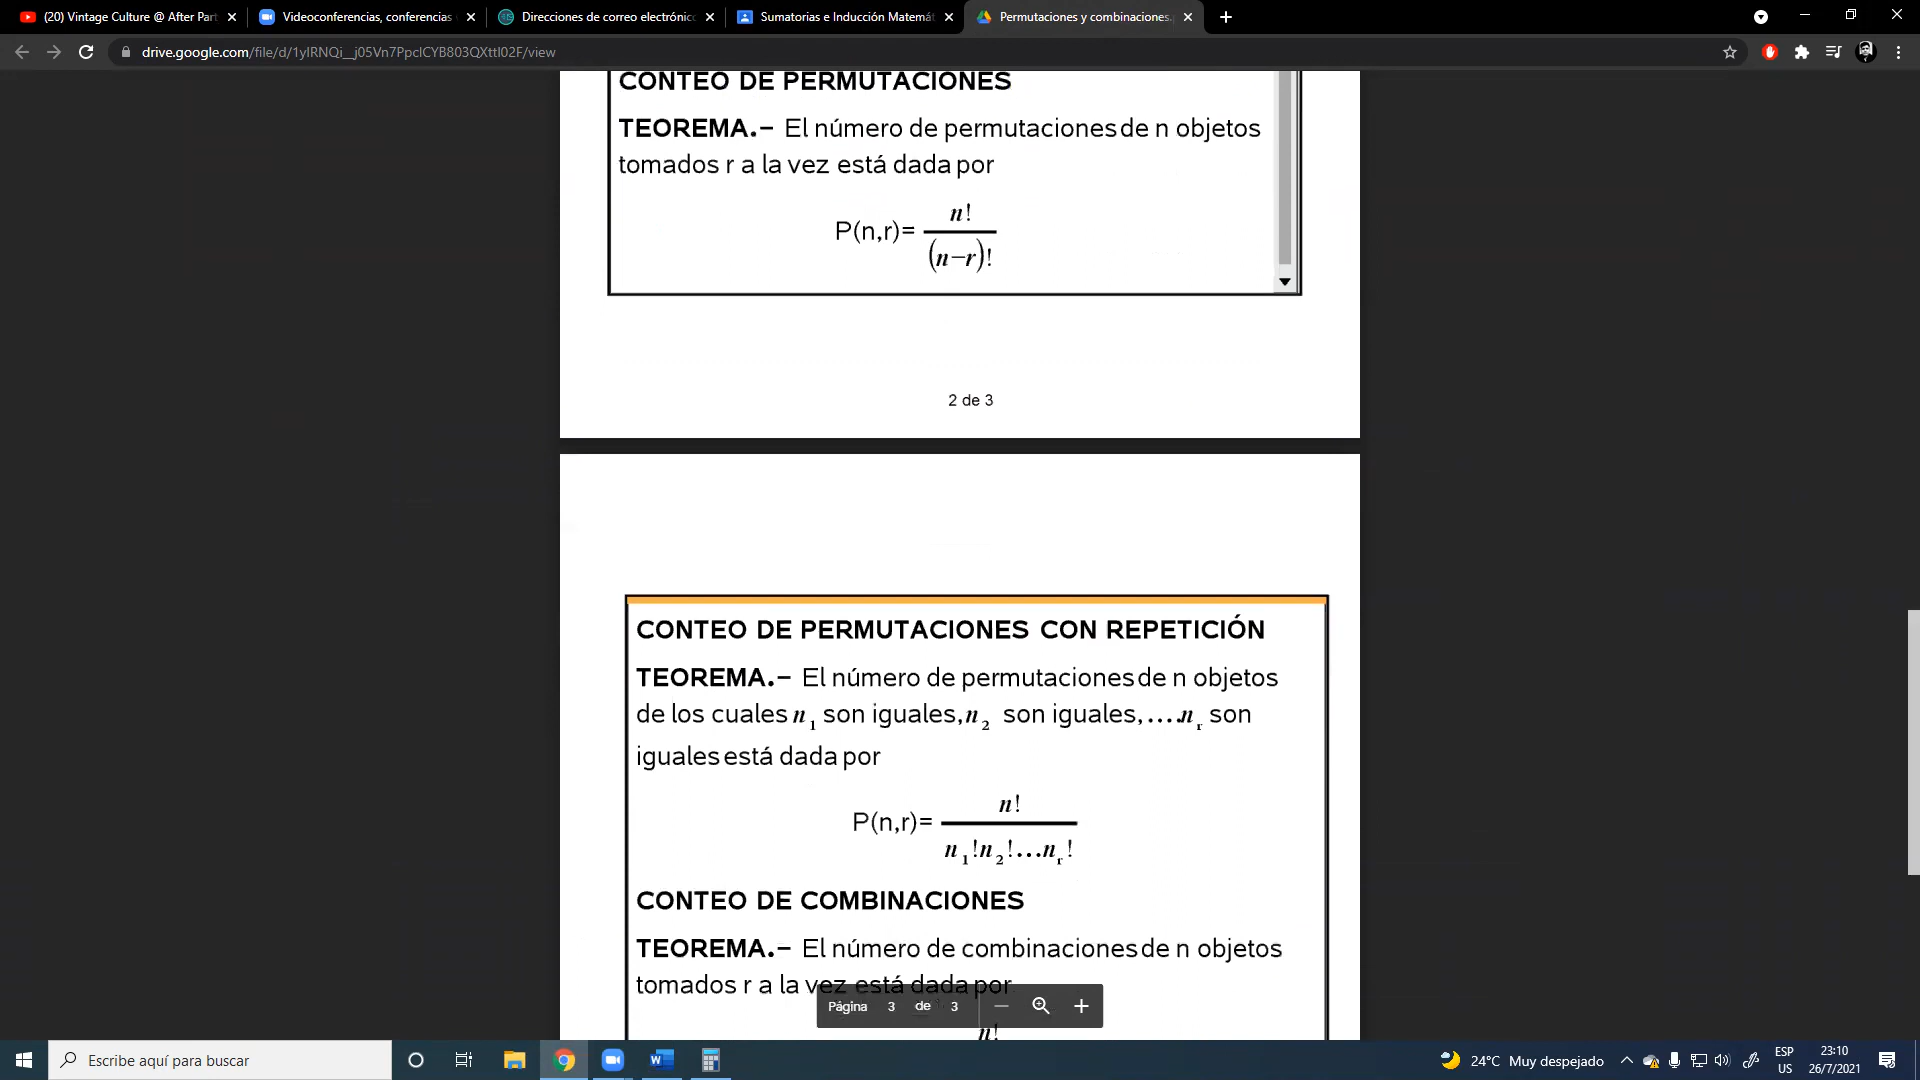 (20) Vintage Culture @ After Part
Videoconferencias, conferencias
Direcciones de correo electrónic
Sumatorias e Inducción Matemát
Permutaciones y combinaciones.
drive.google.com/file/d/1yIRNQi__j05Vn7PpclCYB803QXttI02F/view
CONTEO DE PERMUTACIONES
TEOREMA.- El número de permutaciones de n objetos
tomados r a la vez está dada por
P(n,r)= n! / (n-r)!
2 de 3
CONTEO DE PERMUTACIONES CON REPETICIÓN
TEOREMA.- El número de permutaciones de n objetos
de los cuales n₁ son iguales, n₂ son iguales, ....nᵣ son
iguales está dada por
P(n,r)= n! / n₁!n₂!...nᵣ!
CONTEO DE COMBINACIONES
TEOREMA.- El número de combinaciones de n objetos
tomados r a la vez está dada por
n!
Página 3 de 3
Escribe aquí para buscar
24°C Muy despejado
ESP
US
23:10
26/7/2021